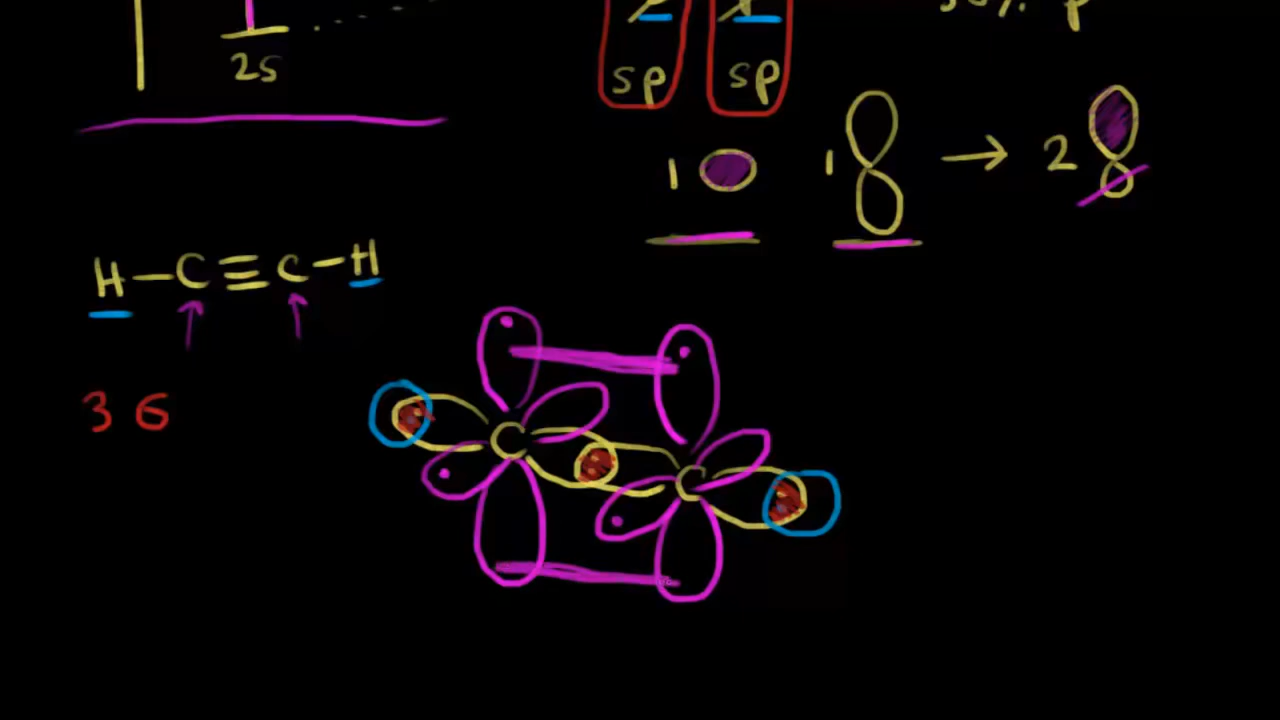 2s
sp sp
1 1 → 2
H-C≡C-H
3 σ
C
C